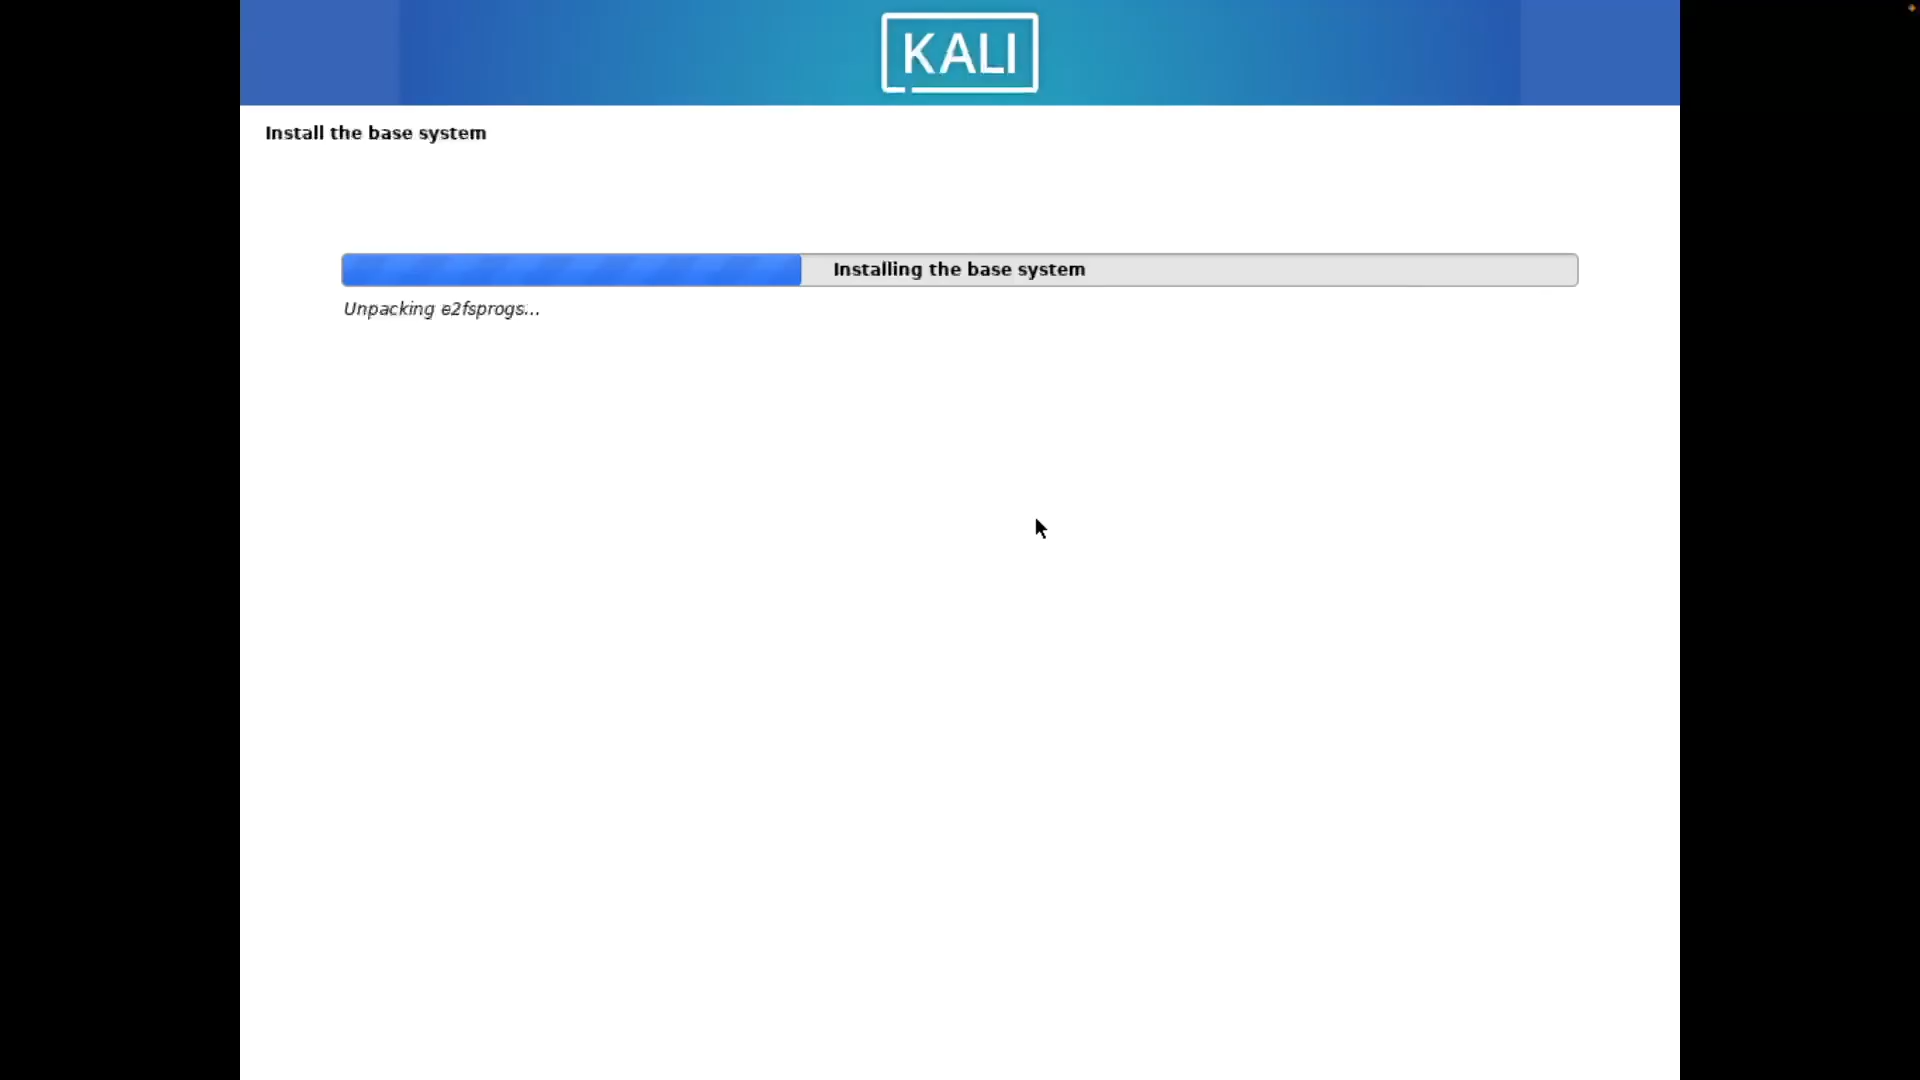 KALI
Install the base system
Installing the base system
Unpacking e2fsprogs...